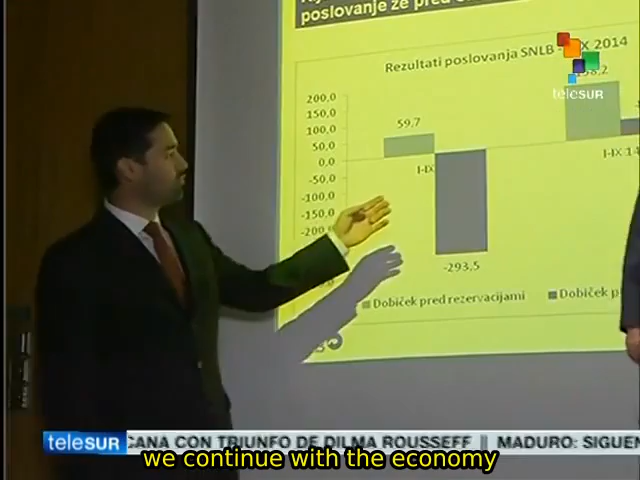 poslovanje že pred
Rezultati poslovanja SNLB - IX 2014
telesur
200,0
150,0
100,0
50,0
0,0
-50,0
-100,0
-150,0
-200
59,7
I-IX
I-IX 14
-293,5
Dobiček pred rezervacijami
Dobiček p
telesur
CANA CON TRIUNFO DE DILMA ROUSSEFF || MADURO: SIGUEN
we continue with the economy